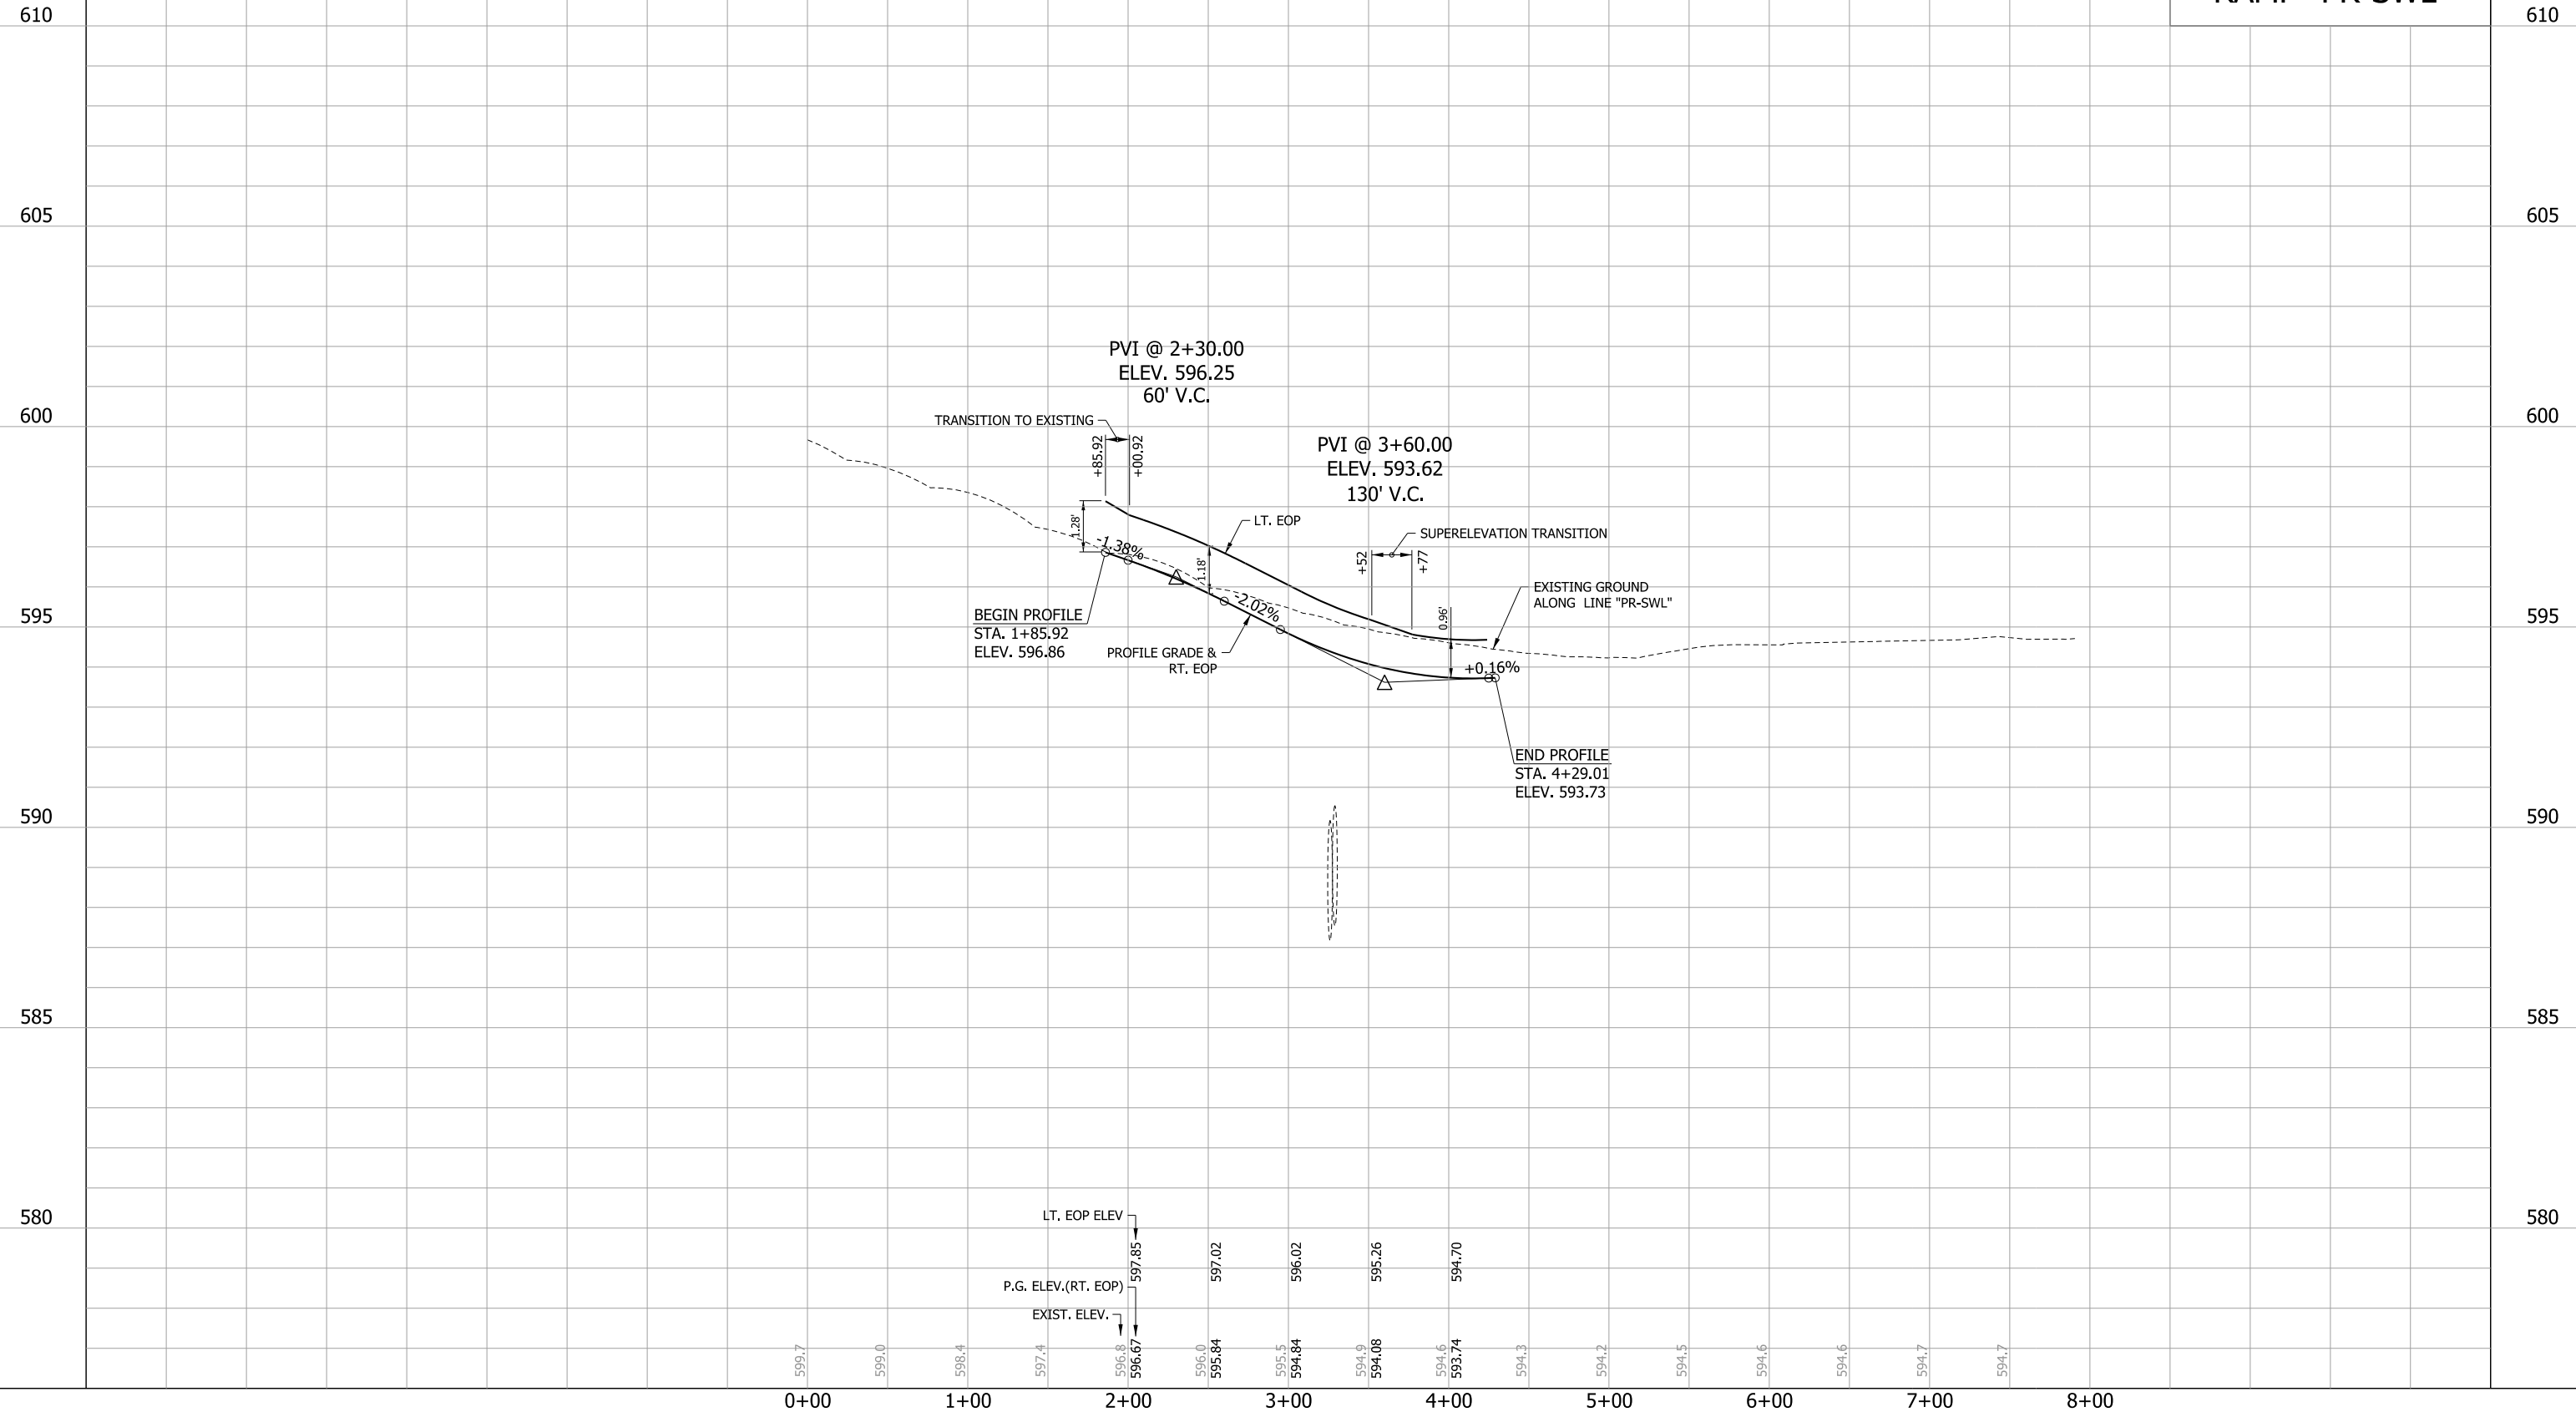 610
610
605
605
PVI @ 2+30.00
ELEV. 596.25
60' V.C.
600
600
TRANSITION TO EXISTING
+85.92
+00.92
PVI @ 3+60.00
ELEV. 593.62
130' V.C.
1.28'
LT. EOP
SUPERELEVATION TRANSITION
+52
+77
-1.38%
1.18'
EXISTING GROUND
ALONG LINE "PR-SWL"
595
595
BEGIN PROFILE
STA. 1+85.92
ELEV. 596.86
-2.02%
0.96'
PROFILE GRADE &
RT. EOP
+0.16%
END PROFILE
STA. 4+29.01
ELEV. 593.73
590
590
585
585
580
580
LT. EOP ELEV
597.85
597.02
596.02
595.26
594.70
P.G. ELEV.(RT. EOP)
EXIST. ELEV.
599.7
599.0
598.4
597.4
596.8
596.67
596.0
595.84
595.5
594.84
594.9
594.08
594.6
593.74
594.3
594.2
594.5
594.6
594.6
594.7
594.7
0+00
1+00
2+00
3+00
4+00
5+00
6+00
7+00
8+00